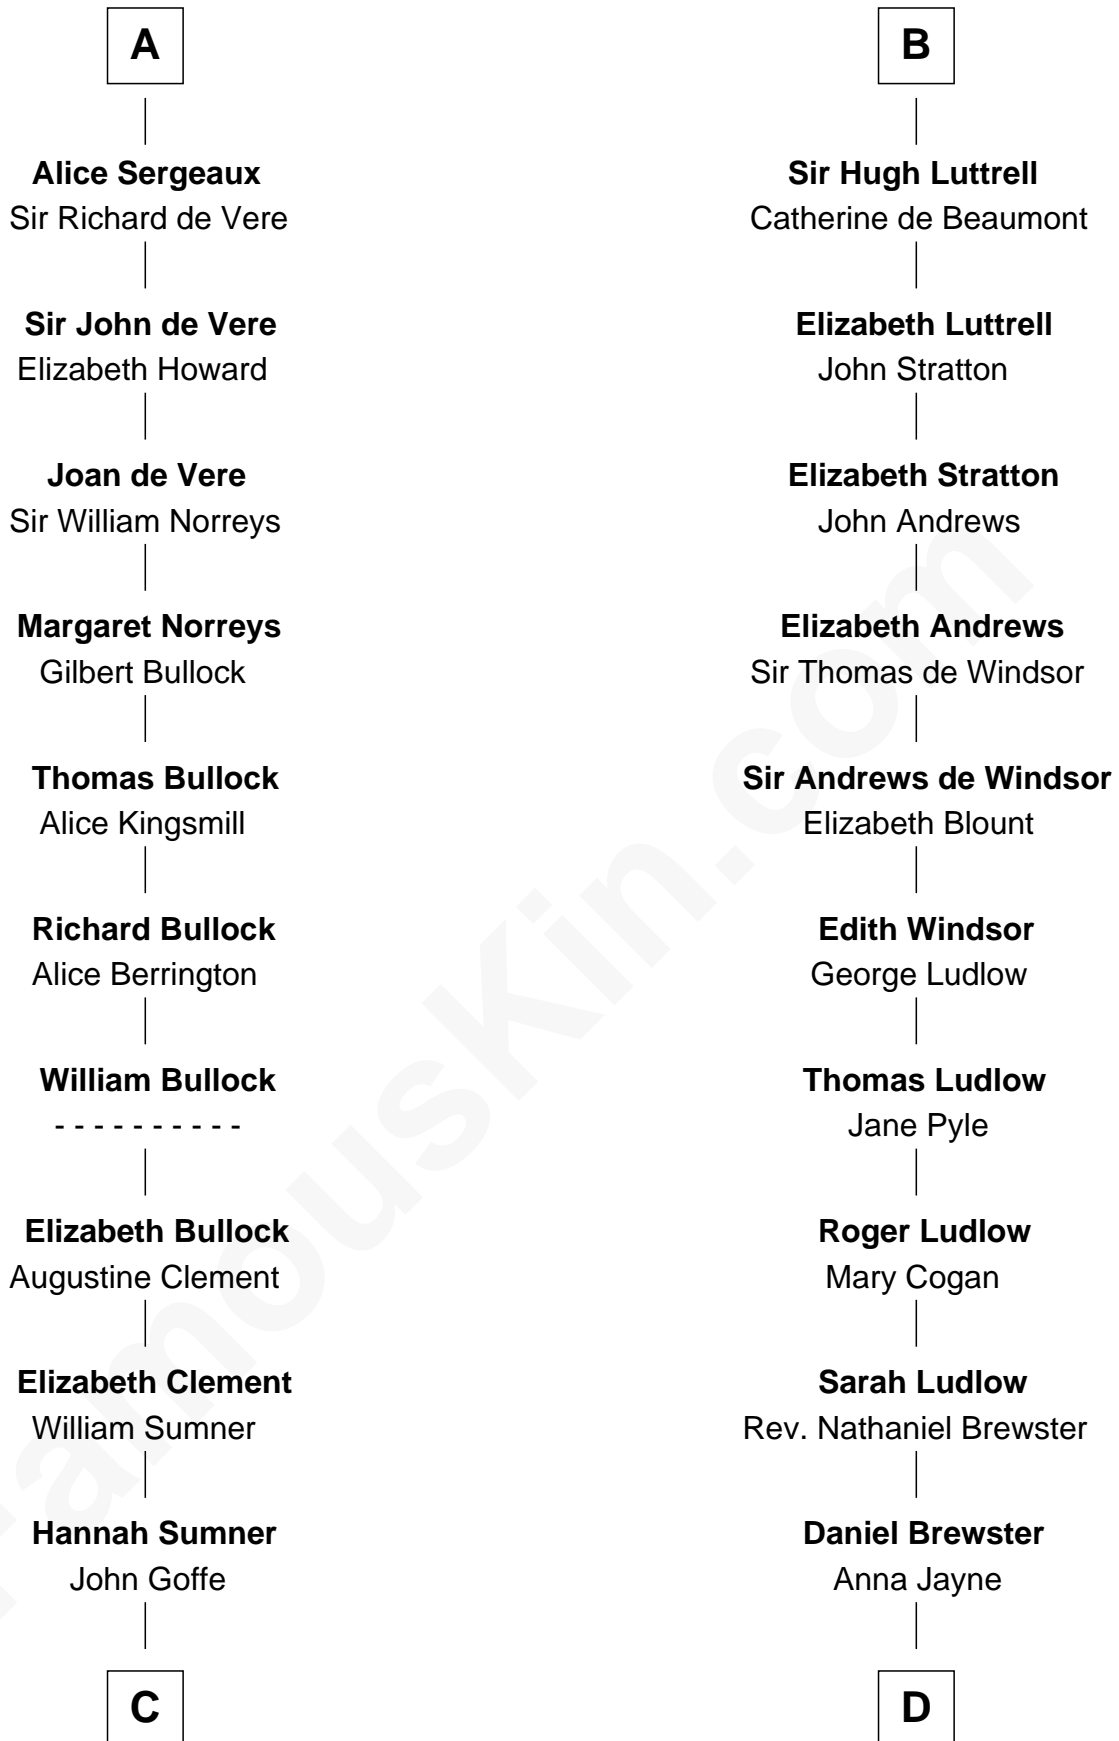 A
Alice Sergeaux
Sir Richard de Vere
Sir John de Vere
Elizabeth Howard
Joan de Vere
Sir William Norreys
Margaret Norreys
Gilbert Bullock
Thomas Bullock
Alice Kingsmill
Richard Bullock
Alice Berrington
William Bullock
- - - - - - - - - -
Elizabeth Bullock
Augustine Clement
Elizabeth Clement
William Sumner
Hannah Sumner
John Goffe
C
B
Sir Hugh Luttrell
Catherine de Beaumont
Elizabeth Luttrell
John Stratton
Elizabeth Stratton
John Andrews
Elizabeth Andrews
Sir Thomas de Windsor
Sir Andrews de Windsor
Elizabeth Blount
Edith Windsor
George Ludlow
Thomas Ludlow
Jane Pyle
Roger Ludlow
Mary Cogan
Sarah Ludlow
Rev. Nathaniel Brewster
Daniel Brewster
Anna Jayne
D
FamousKin.com